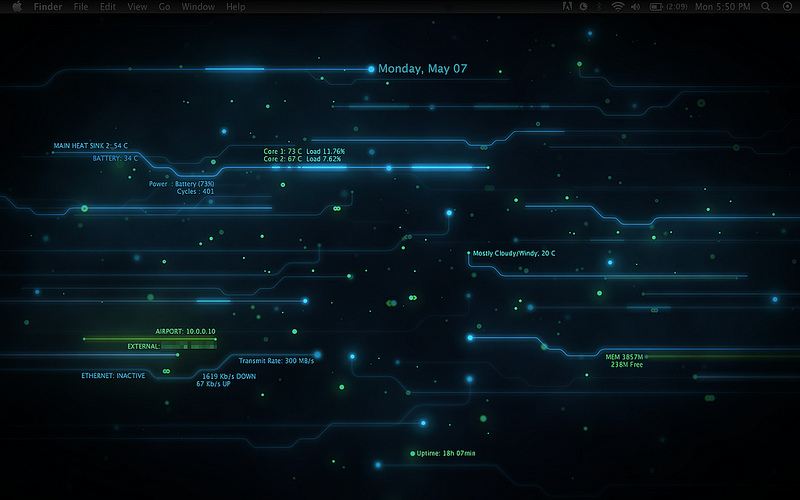 Finder File Edit View Go Window Help (2:09) Mon 5:50 PM
Monday, May 07
MAIN HEAT SINK 2: 54 C
BATTERY: 34 C
Core 1: 73 C Load 11.76%
Core 2: 67 C Load 7.62%
Power : Battery (73%)
Cycles : 401
Mostly Cloudy/Windy, 20 C
AIRPORT: 10.0.0.10
EXTERNAL:
Transmit Rate: 300 MB/s
ETHERNET: INACTIVE
1619 Kb/s DOWN
67 Kb/s UP
MEM 3857M
238M Free
Uptime: 18h 07min